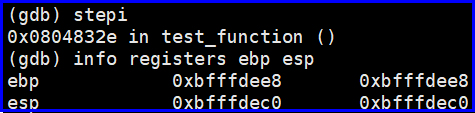 (gdb) stepi
0x0804832e in test_function ()
(gdb) info registers ebp esp
ebp 0xbfffdee8 0xbfffdee8
esp 0xbfffdec0 0xbfffdec0